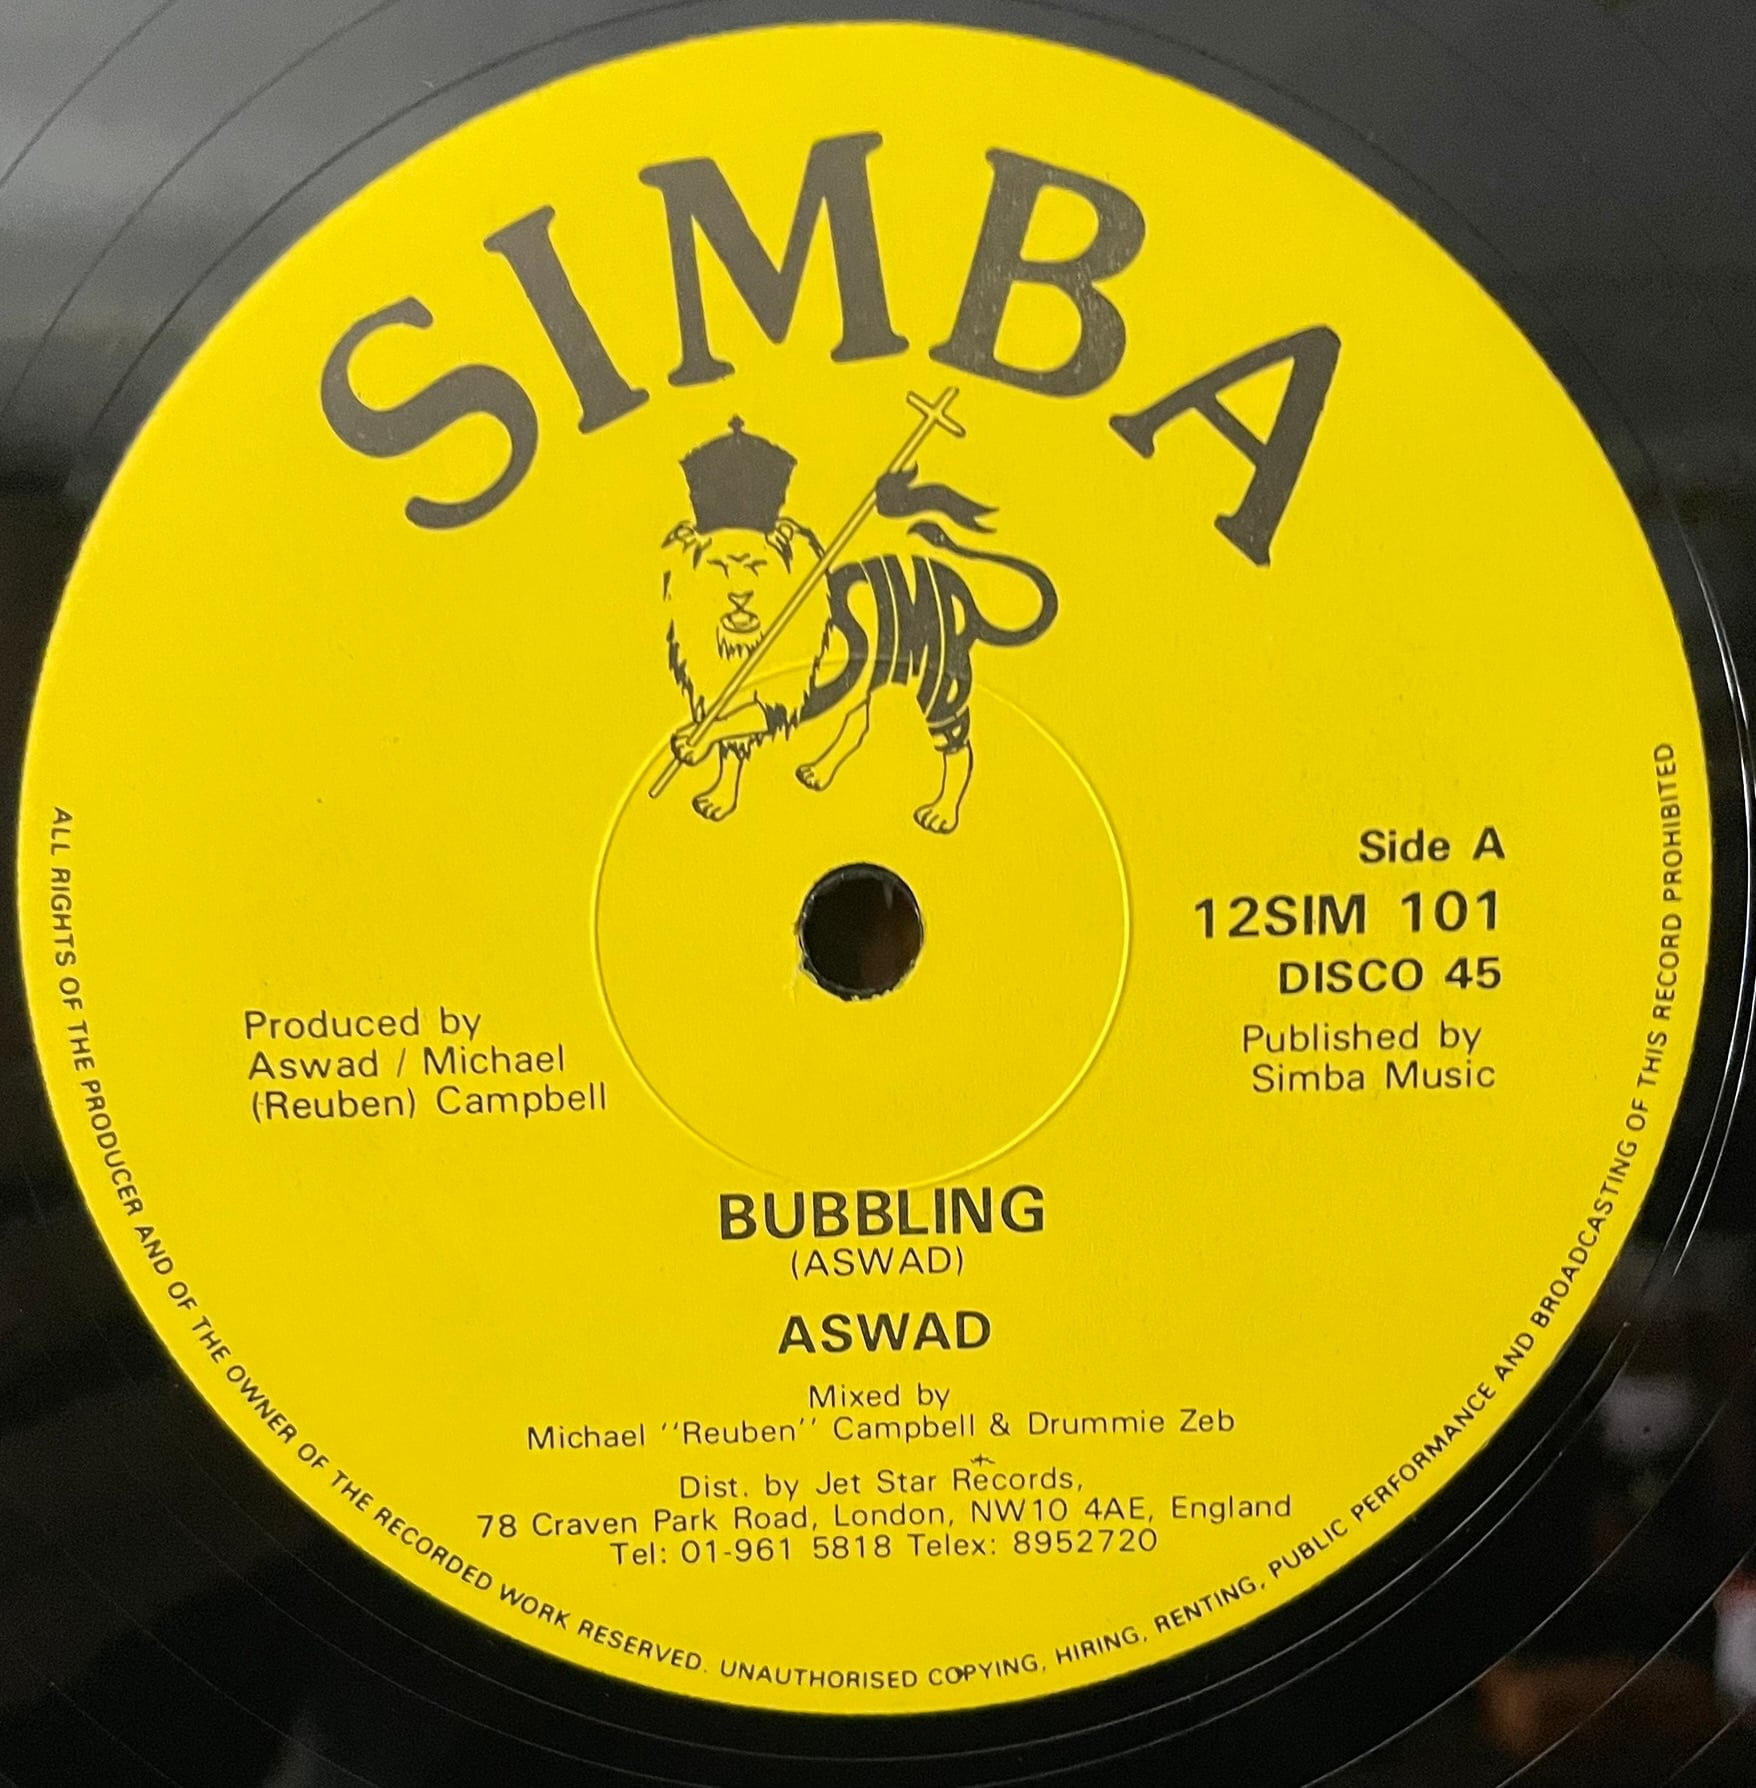 SIMBA
SIMBA
Side A
12SIM 101
DISCO 45
Published by
Simba Music
Produced by
Aswad / Michael
(Reuben) Campbell
BUBBLING
(ASWAD)
ASWAD
Mixed by
Michael ''Reuben'' Campbell & Drummie Zeb
Dist. by Jet Star Records,
78 Craven Park Road, London, NW10 4AE, England
Tel: 01-961 5818 Telex: 8952720
ALL RIGHTS OF THE PRODUCER AND OF THE OWNER OF THE RECORDED WORK RESERVED. UNAUTHORISED COPYING, HIRING, RENTING, PUBLIC PERFORMANCE AND BROADCASTING OF THIS RECORD PROHIBITED